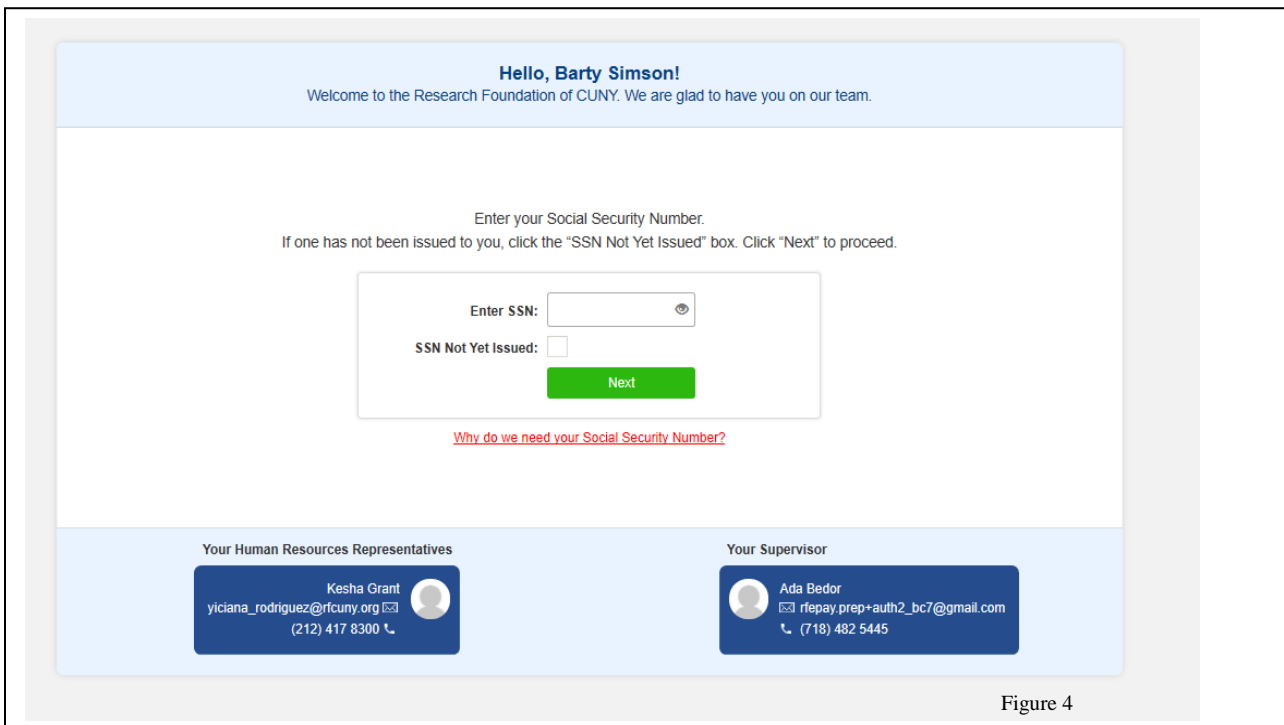 Hello, Barty Simson!
Welcome to the Research Foundation of CUNY. We are glad to have you on our team.
Enter your Social Security Number.
If one has not been issued to you, click the “SSN Not Yet Issued” box. Click “Next” to proceed.
Enter SSN:
SSN Not Yet Issued:
Next
Why do we need your Social Security Number?
Your Human Resources Representatives
Kesha Grant
yiciana_rodriguez@rfcuny.org
(212) 417 8300
Your Supervisor
Ada Bedor
rfepay.prep+auth2_bc7@gmail.com
(718) 482 5445
Figure 4